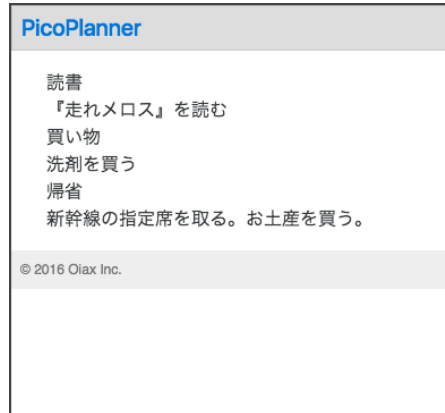 PicoPlanner
読書
『走れメロス』を読む
買い物
洗剤を買う
帰省
新幹線の指定席を取る。お土産を買う。
© 2016 Oiax Inc.